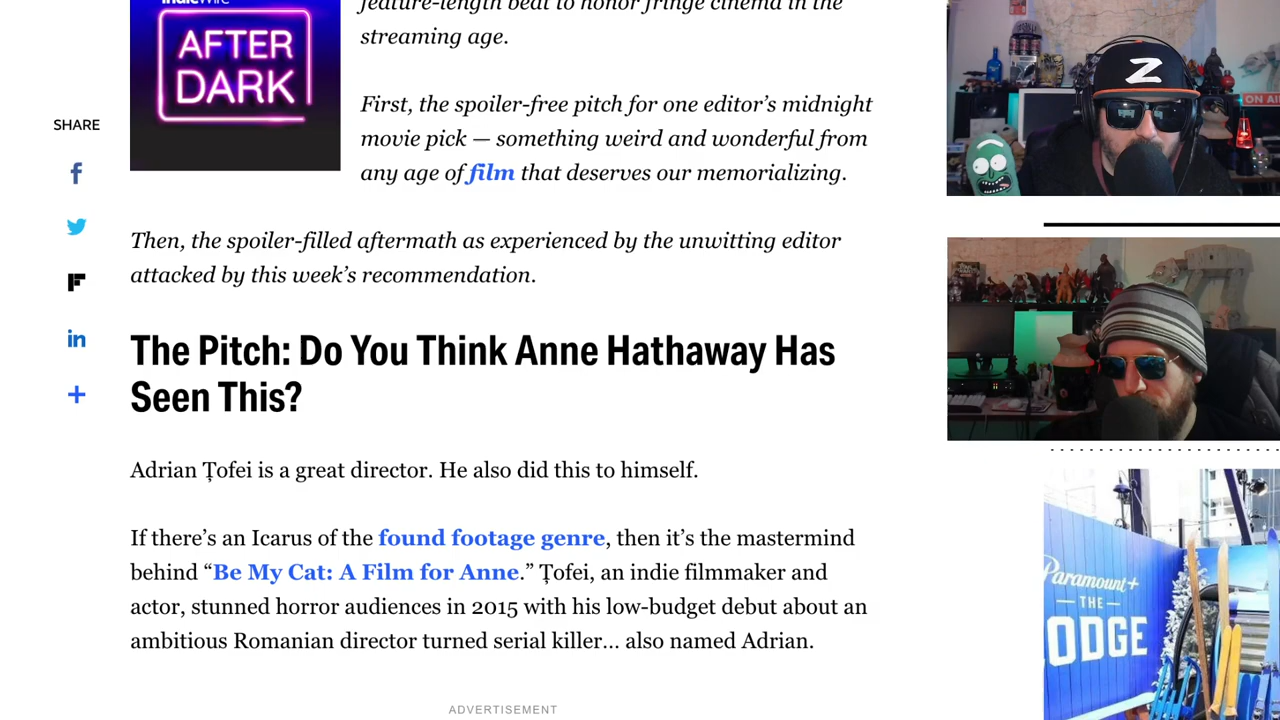 IndieWire
AFTER
DARK
feature-length beat to honor fringe cinema in the
streaming age.
First, the spoiler-free pitch for one editor’s midnight
movie pick — something weird and wonderful from
any age of film that deserves our memorializing.
SHARE
Then, the spoiler-filled aftermath as experienced by the unwitting editor
attacked by this week’s recommendation.
The Pitch: Do You Think Anne Hathaway Has
Seen This?
Adrian Țofei is a great director. He also did this to himself.
If there’s an Icarus of the found footage genre, then it’s the mastermind
behind “Be My Cat: A Film for Anne.” Țofei, an indie filmmaker and
actor, stunned horror audiences in 2015 with his low-budget debut about an
ambitious Romanian director turned serial killer… also named Adrian.
ADVERTISEMENT
Z
ON AI
Paramount+
— THE —
ODGE